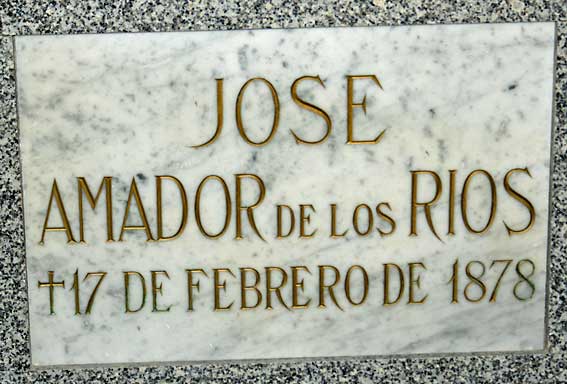 JOSE
AMADOR DE LOS RIOS
†17 DE FEBRERO DE 1878